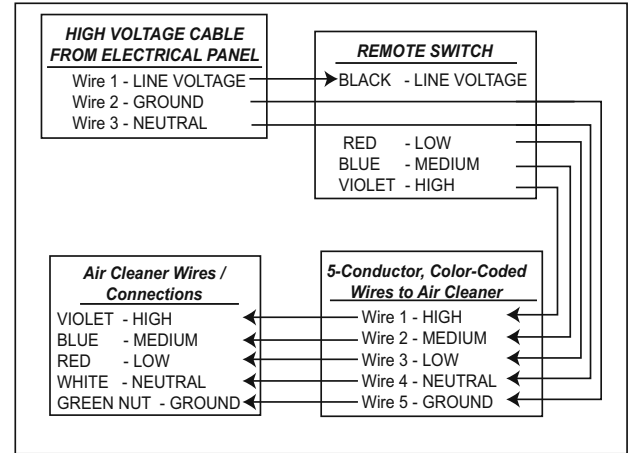 HIGH VOLTAGE CABLE
FROM ELECTRICAL PANEL
Wire 1 - LINE VOLTAGE
Wire 2 - GROUND
Wire 3 - NEUTRAL
REMOTE SWITCH
BLACK - LINE VOLTAGE
RED - LOW
BLUE - MEDIUM
VIOLET - HIGH
Air Cleaner Wires /
Connections
VIOLET - HIGH
BLUE - MEDIUM
RED - LOW
WHITE - NEUTRAL
GREEN NUT - GROUND
5-Conductor, Color-Coded
Wires to Air Cleaner
Wire 1 - HIGH
Wire 2 - MEDIUM
Wire 3 - LOW
Wire 4 - NEUTRAL
Wire 5 - GROUND